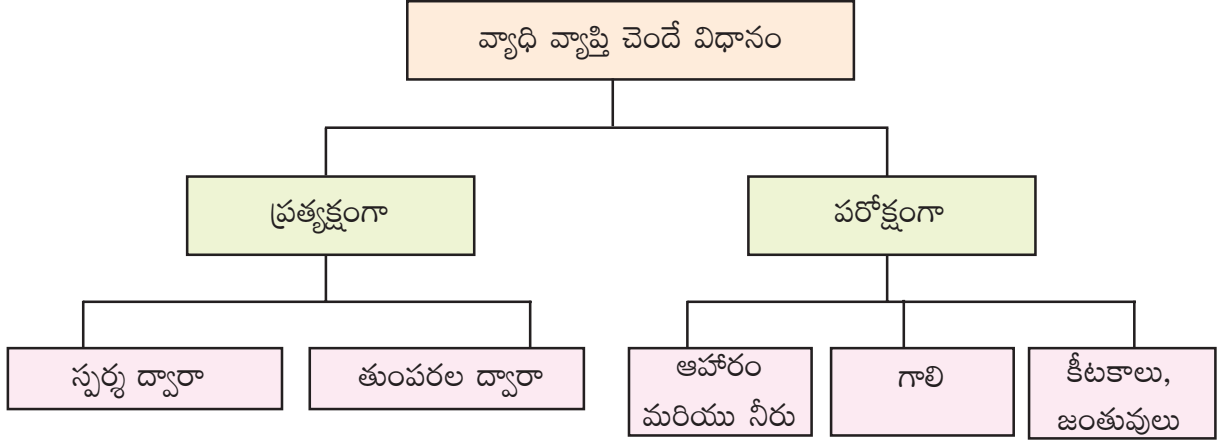 వ్యాధి వ్యాప్తి చెందే విధానం
ప్రత్యక్షంగా
పరోక్షంగా
స్పర్శ ద్వారా
తుంపరల ద్వారా
ఆహారం
మరియు నీరు
గాలి
కీటకాలు,
జంతువులు